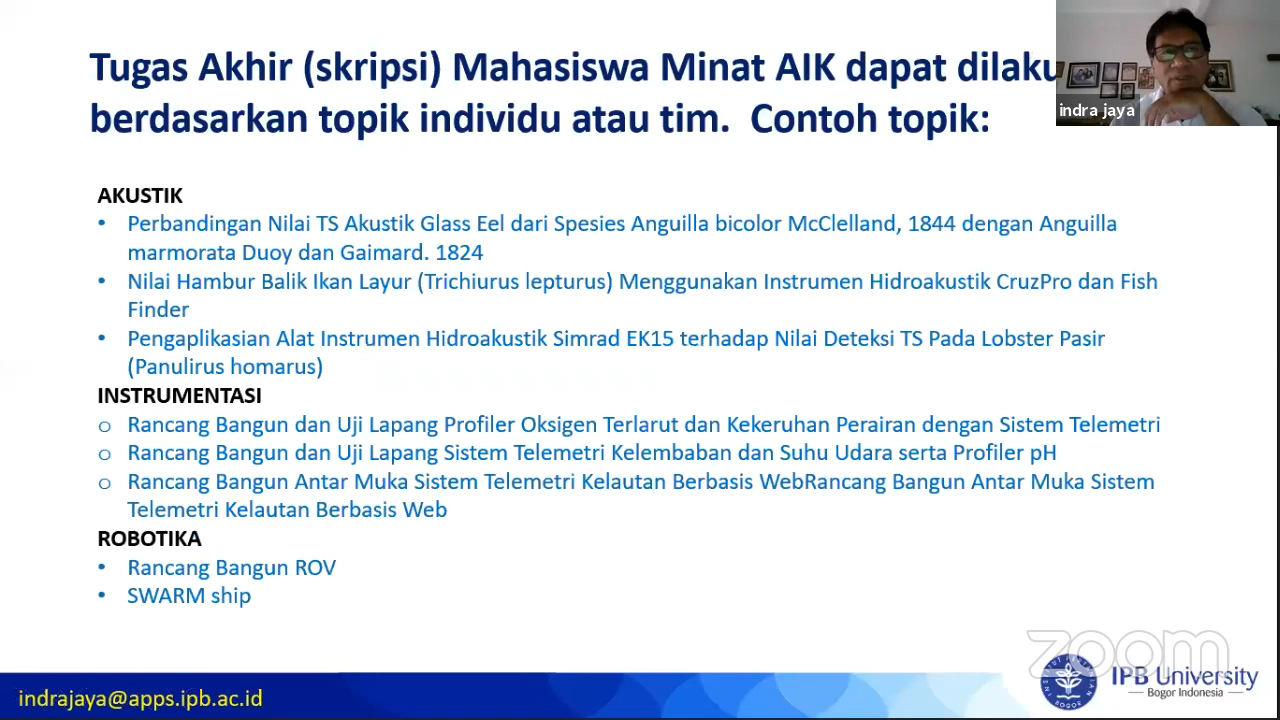 Tugas Akhir (skripsi) Mahasiswa Minat AIK dapat dilaku
berdasarkan topik individu atau tim. Contoh topik:
indra jaya
AKUSTIK
• Perbandingan Nilai TS Akustik Glass Eel dari Spesies Anguilla bicolor McClelland, 1844 dengan Anguilla
marmorata Duoy dan Gaimard. 1824
• Nilai Hambur Balik Ikan Layur (Trichiurus lepturus) Menggunakan Instrumen Hidroakustik CruzPro dan Fish
Finder
• Pengaplikasian Alat Instrumen Hidroakustik Simrad EK15 terhadap Nilai Deteksi TS Pada Lobster Pasir
(Panulirus homarus)
INSTRUMENTASI
o Rancang Bangun dan Uji Lapang Profiler Oksigen Terlarut dan Kekeruhan Perairan dengan Sistem Telemetri
o Rancang Bangun dan Uji Lapang Sistem Telemetri Kelembaban dan Suhu Udara serta Profiler pH
o Rancang Bangun Antar Muka Sistem Telemetri Kelautan Berbasis WebRancang Bangun Antar Muka Sistem
Telemetri Kelautan Berbasis Web
ROBOTIKA
• Rancang Bangun ROV
• SWARM ship
zoom
IPB University
Bogor Indonesia
indrajaya@apps.ipb.ac.id